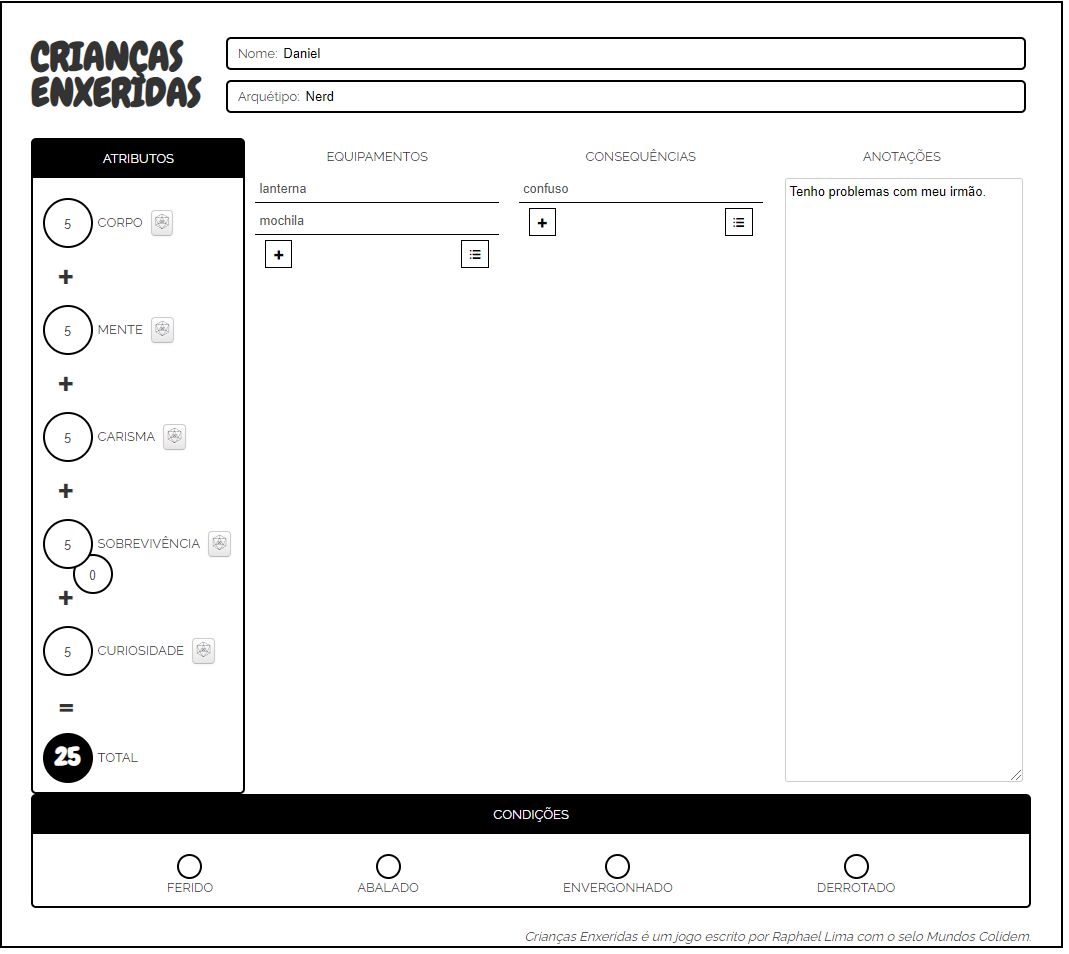 CRIANÇAS
ENXERIDAS
Nome: Daniel
Arquétipo: Nerd
ATRIBUTOS
5 CORPO
+
5 MENTE
+
5 CARISMA
+
5 SOBREVIVÊNCIA
0
+
5 CURIOSIDADE
=
25 TOTAL
EQUIPAMENTOS
lanterna
mochila
+
CONSEQUÊNCIAS
confuso
+
ANOTAÇÕES
Tenho problemas com meu irmão.
CONDIÇÕES
FERIDO
ABALADO
ENVERGONHADO
DERROTADO
Crianças Enxeridas é um jogo escrito por Raphael Lima com o selo Mundos Colidem.